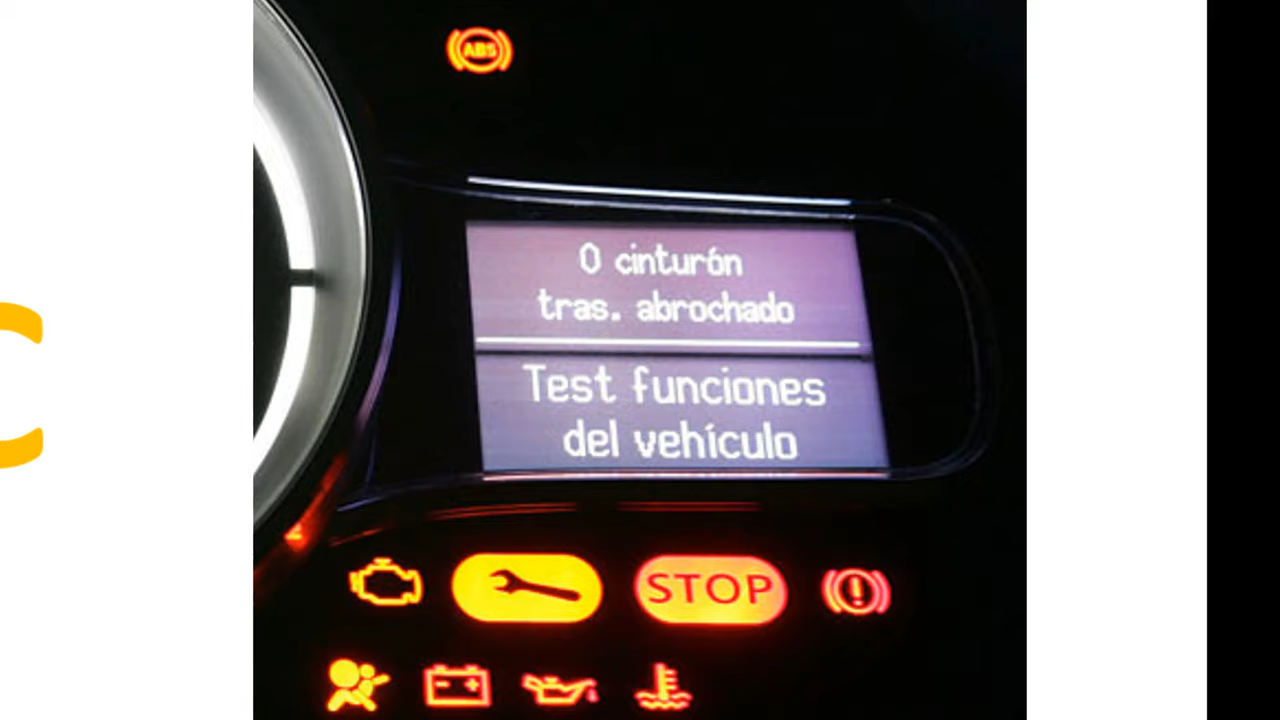 ABS
0 cinturón
tras. abrochado
Test funciones
del vehículo
STOP